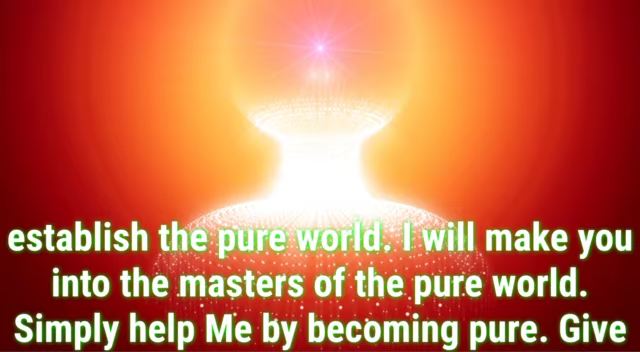 establish the pure world. I will make you
into the masters of the pure world.
Simply help Me by becoming pure. Give